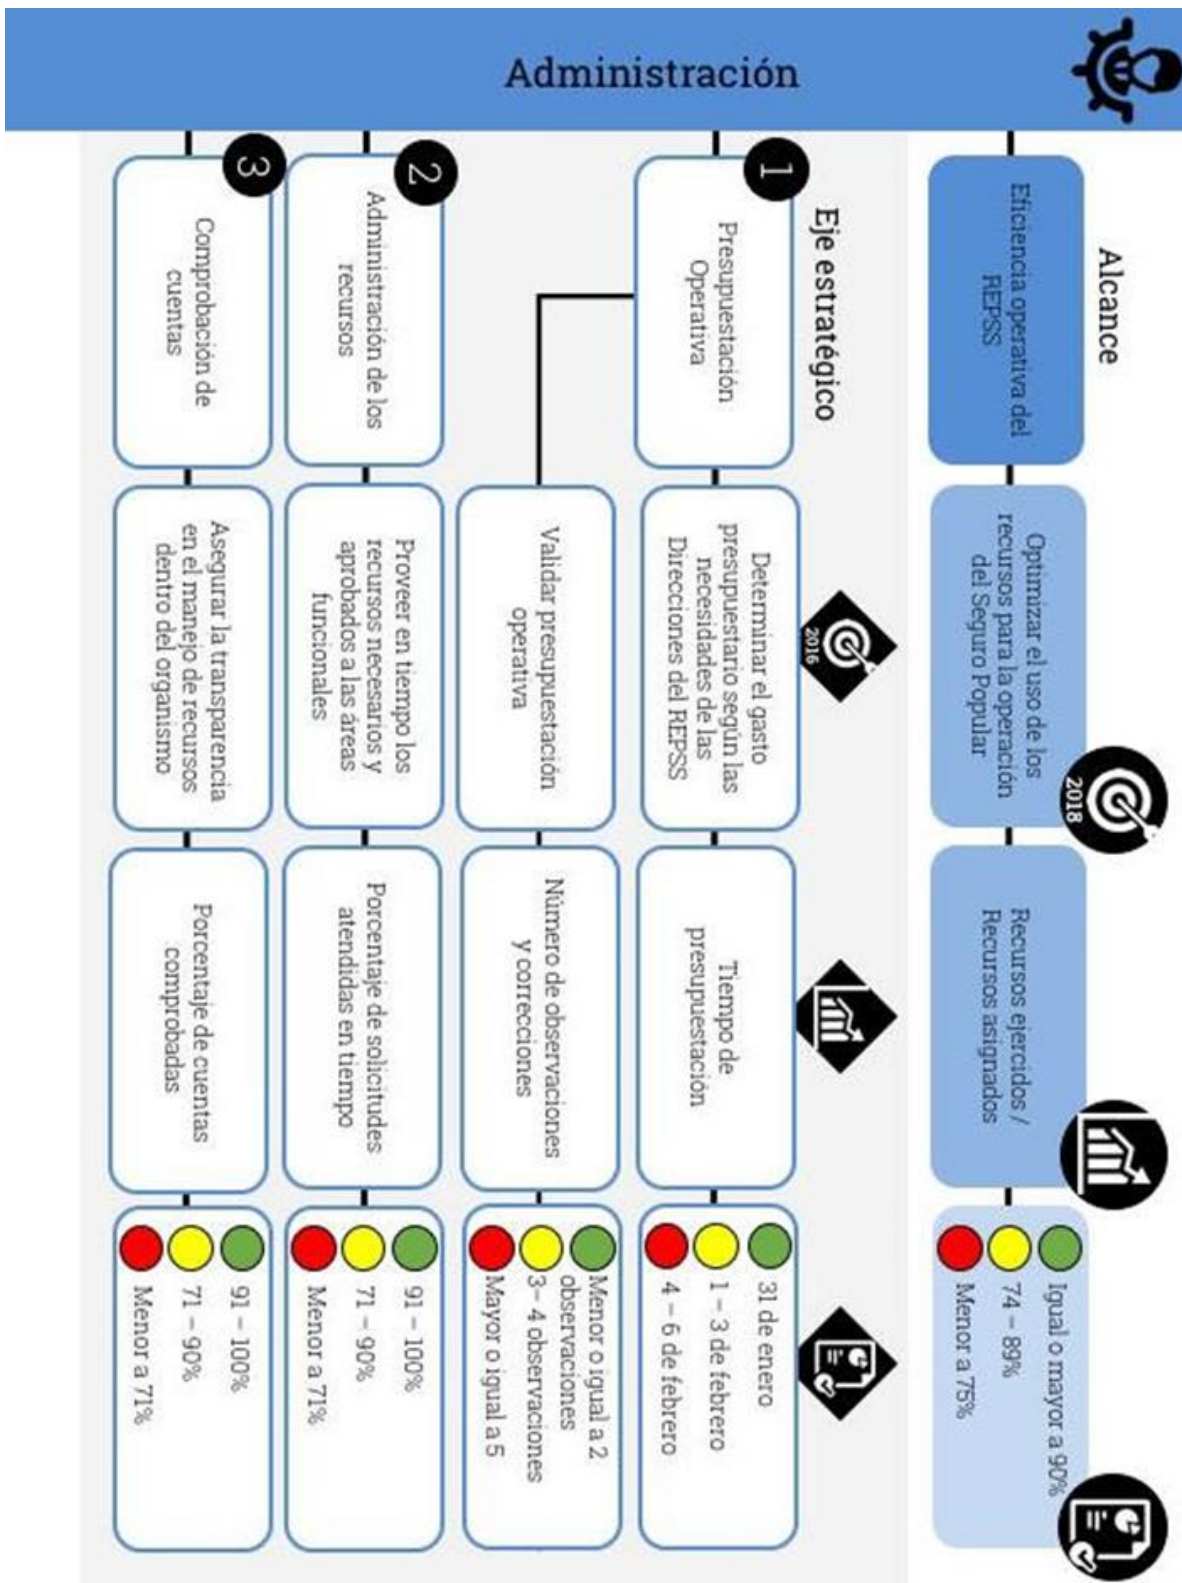 Administración
Alcance
Eficiencia operativa del
REPSS
Optimizar el uso de los
recursos para la operación
del Seguro Popular
2018
Recursos ejercidos /
Recursos asignados
Igual o mayor a 90%
74 – 89%
Menor a 75%
Eje estratégico
2016
1
Presupuestación
Operativa
Determinar el gasto
presupuestario según las
necesidades de las
Direcciones del REPSS
Tiempo de
presupuestación
31 de enero
1 – 3 de febrero
4 – 6 de febrero
Validar presupuestación
operativa
Número de observaciones
y correcciones
Menor o igual a 2
observaciones
3– 4 observaciones
Mayor o igual a 5
2
Administración de los
recursos
Proveer en tiempo los
recursos necesarios y
aprobados a las áreas
funcionales
Porcentaje de solicitudes
atendidas en tiempo
91 – 100%
71 – 90%
Menor a 71%
3
Comprobación de
cuentas
Asegurar la transparencia
en el manejo de recursos
dentro del organismo
Porcentaje de cuentas
comprobadas
91 – 100%
71 – 90%
Menor a 71%